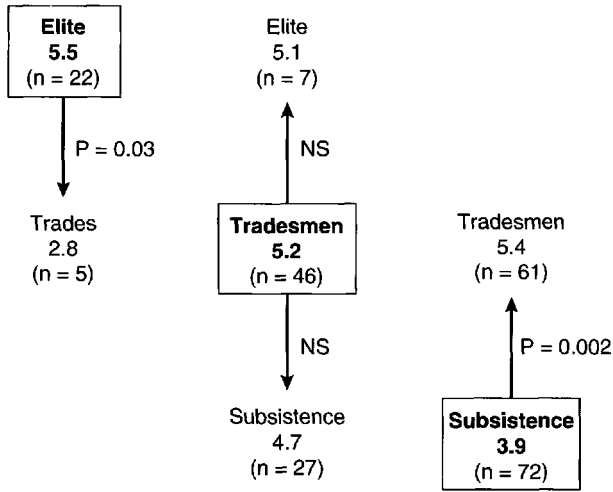 Elite
5.5
(n = 22)
P = 0.03
Trades
2.8
(n = 5)
Elite
5.1
(n = 7)
NS
Tradesmen
5.2
(n = 46)
NS
Subsistence
4.7
(n = 27)
Tradesmen
5.4
(n = 61)
P = 0.002
Subsistence
3.9
(n = 72)